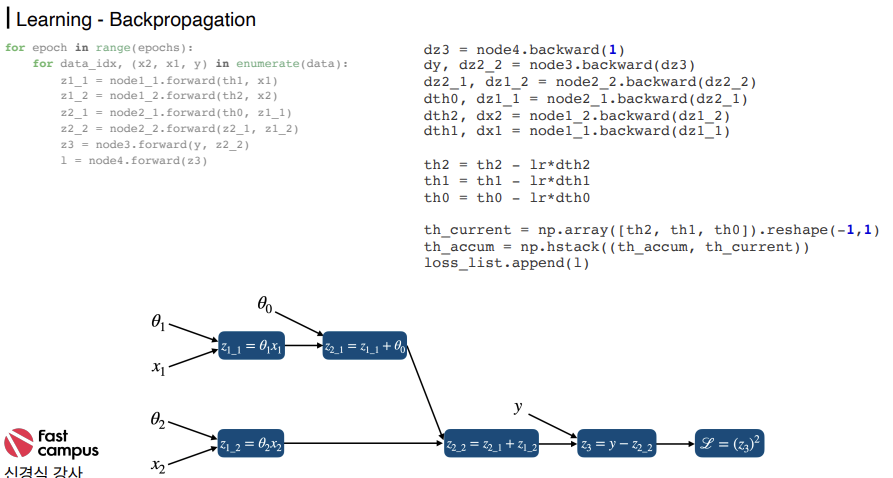 Learning - Backpropagation
for epoch in range(epochs):
    for data_idx, (x2, x1, y) in enumerate(data):
        z1_1 = node1_1.forward(th1, x1)
        z1_2 = node1_2.forward(th2, x2)
        z2_1 = node2_1.forward(th0, z1_1)
        z2_2 = node2_2.forward(z2_1, z1_2)
        z3 = node3.forward(y, z2_2)
        l = node4.forward(z3)
dz3 = node4.backward(1)
dy, dz2_2 = node3.backward(dz3)
dz2_1, dz1_2 = node2_2.backward(dz2_2)
dth0, dz1_1 = node2_1.backward(dz2_1)
dth2, dx2 = node1_2.backward(dz1_2)
dth1, dx1 = node1_1.backward(dz1_1)
th2 = th2 - lr*dth2
th1 = th1 - lr*dth1
th0 = th0 - lr*dth0
th_current = np.array([th2, th1, th0]).reshape(-1,1)
th_accum = np.hstack((th_accum, th_current))
loss_list.append(l)
θ₀
θ₁
z₁_₁ = θ₁x₁
z₂_₁ = z₁_₁ + θ₀
x₁
y
θ₂
z₁_₂ = θ₂x₂
z₂_₂ = z₂_₁ + z₁_₂
z₃ = y − z₂_₂
ℒ = (z₃)²
x₂
Fast
campus
신경식 강사